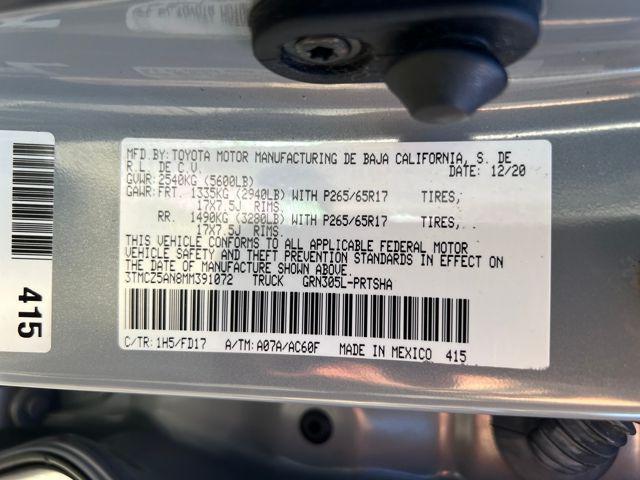 MFD.BY: TOYOTA MOTOR MANUFACTURING DE BAJA CALIFORNIA, S. DE
R.L. DE C.V. DATE: 12/20
GVWR: 2540KG (5600LB)
GAWR: FRT. 1335KG (2940LB) WITH P265/65R17 TIRES,
17X7.5J RIMS
RR. 1490KG (3280LB) WITH P265/65R17 TIRES,
17X7.5J RIMS.
THIS VEHICLE CONFORMS TO ALL APPLICABLE FEDERAL MOTOR
VEHICLE SAFETY AND THEFT PREVENTION STANDARDS IN EFFECT ON
THE DATE OF MANUFACTURE SHOWN ABOVE.
3TMCZ5AN8MM391072 TRUCK GRN305L-PRTSHA
C/TR: 1H5/FD17 A/TM: A07A/AC60F MADE IN MEXICO 415
415